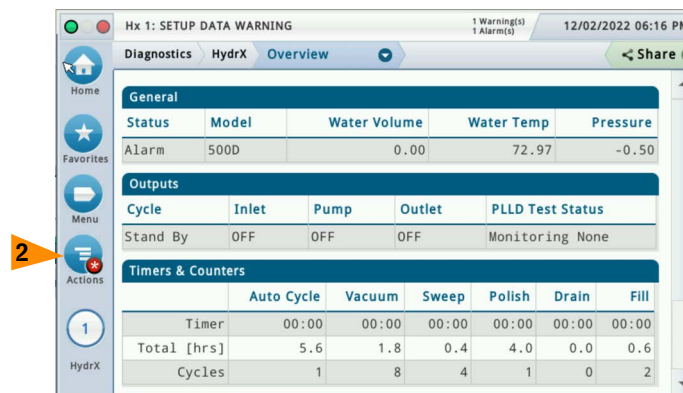 Hx 1: SETUP DATA WARNING
1 Warning(s)
1 Alarm(s)
12/02/2022 06:16 PM
Diagnostics HydrX Overview
Share
Home
General
Status Model Water Volume Water Temp Pressure
Alarm 500D 0.00 72.97 -0.50
Favorites
Outputs
Cycle Inlet Pump Outlet PLLD Test Status
Stand By OFF OFF OFF Monitoring None
Menu
2
Actions
Timers & Counters
Auto Cycle Vacuum Sweep Polish Drain Fill
Timer 00:00 00:00 00:00 00:00 00:00 00:00
Total [hrs] 5.6 1.8 0.4 4.0 0.0 0.6
Cycles 1 8 4 1 0 2
1
HydrX